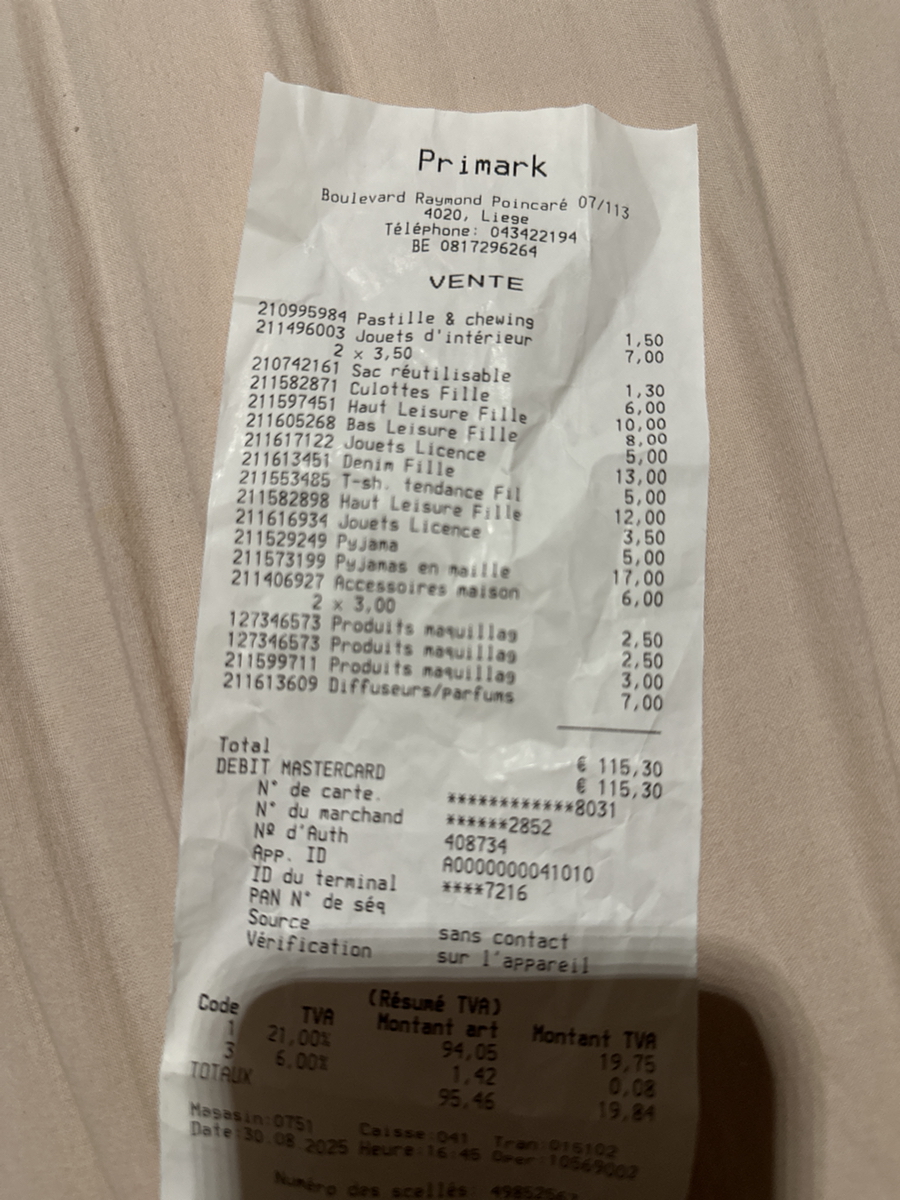 Primark
Boulevard Raymond Poincaré 07/113
4020, Liege
Téléphone: 043422194
BE 0817296264
VENTE
210995984 Pastille & chewing 1,50
211496003 Jouets d'intérieur 7,00
2 x 3,50
210742161 Sac réutilisable 1,30
211582871 Culottes Fille 6,00
211597451 Haut Leisure Fille 10,00
211605268 Bas Leisure Fille 8,00
211617122 Jouets Licence 5,00
211613451 Denim Fille 13,00
211553485 T-sh. tendance Fil 5,00
211582898 Haut Leisure Fille 12,00
211616934 Jouets Licence 3,50
211529249 Pyjama 5,00
211573199 Pyjamas en maille 17,00
211406927 Accessoires maison 6,00
2 x 3,00
127346573 Produits maquillag 2,50
127346573 Produits maquillag 2,50
211599711 Produits maquillag 3,00
211613609 Diffuseurs/parfums 7,00
Total € 115,30
DEBIT MASTERCARD € 115,30
N° de carte. ************8031
N° du marchand ******2852
Nº d'Auth 408734
App. ID A0000000041010
ID du terminal ****7216
PAN N° de séq
Source sans contact
Vérification sur l'appareil
(Résumé TVA)
Code TVA Montant art Montant TVA
1 21,00% 94,05 19,75
3 6,00% 1,42 0,08
TOTAUX 95,46 19,84
Magasin:0751 Caisse:041 Tran:016102
Date:30.08.2025 Heure:16:45 Oper:10569002
Numéro des scellés: